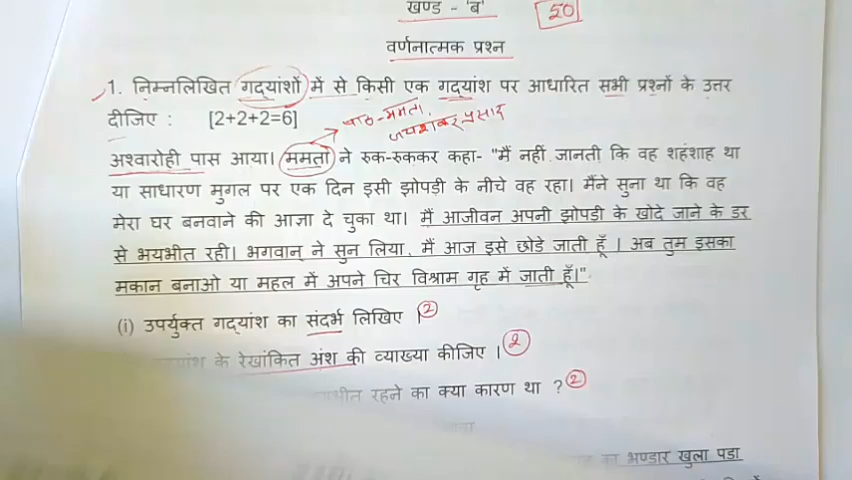 खण्ड - 'ब'
50
वर्णनात्मक प्रश्न
1. निम्नलिखित गद्यांशों में से किसी एक गद्यांश पर आधारित सभी प्रश्नों के उत्तर
दीजिए : [2+2+2=6]
पाठ-ममता,
जयशंकर प्रसाद
अश्वारोही पास आया। ममता ने रुक-रुककर कहा- "मैं नहीं जानती कि वह शहंशाह था
या साधारण मुगल पर एक दिन इसी झोपड़ी के नीचे वह रहा। मैंने सुना था कि वह
मेरा घर बनवाने की आज्ञा दे चुका था। मैं आजीवन अपनी झोपडी के खोदे जाने के डर
से भयभीत रही। भगवान् ने सुन लिया, मैं आज इसे छोडे जाती हूँ । अब तुम इसका
मकान बनाओ या महल में अपने चिर विश्राम गृह में जाती हूँ।"
(i) उपर्युक्त गद्यांश का संदर्भ लिखिए । 2
के रेखांकित अंश की व्याख्या कीजिए । 2
रहने का क्या कारण था ? 2
भण्डार खुला पडा